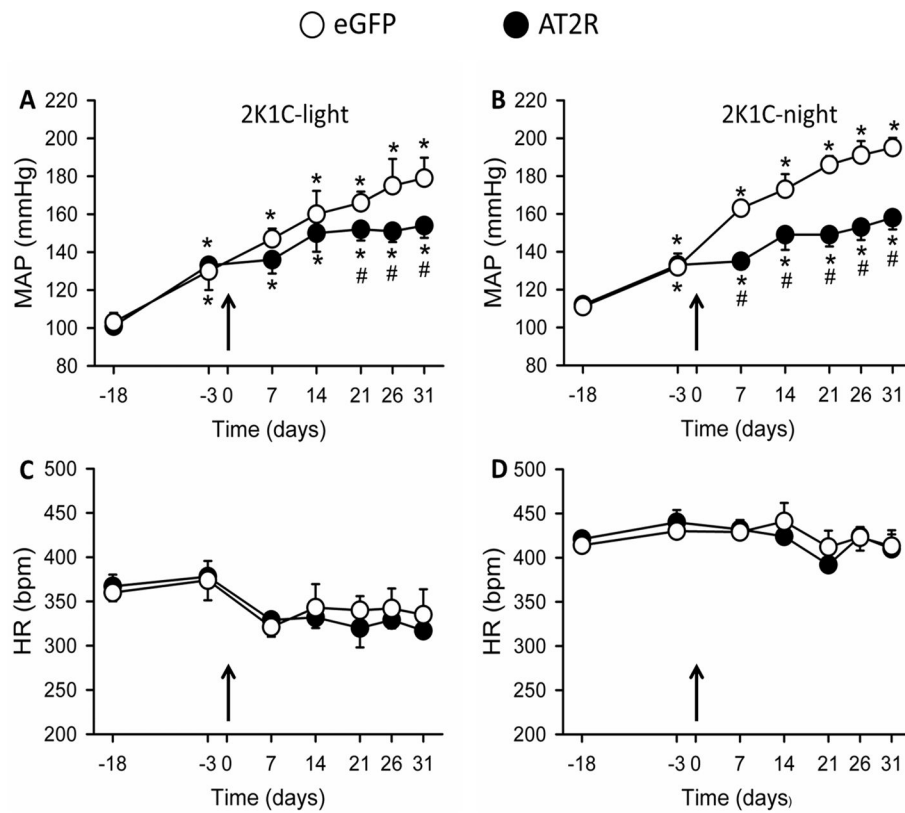 eGFP AT2R
A
2K1C-light
MAP (mmHg)
220
200
180
160
140
120
100
80
* * * * * * *
* * * * * *
# # #
-18 -3 0 7 14 21 26 31
Time (days)
B
2K1C-night
MAP (mmHg)
220
200
180
160
140
120
100
80
* * * * * *
* * * * * *
# # # # #
-18 -3 0 7 14 21 26 31
Time (days)
C
HR (bpm)
500
450
400
350
300
250
200
-18 -3 0 7 14 21 26 31
Time (days)
D
HR (bpm)
500
450
400
350
300
250
200
-18 -3 0 7 14 21 26 31
Time (days)